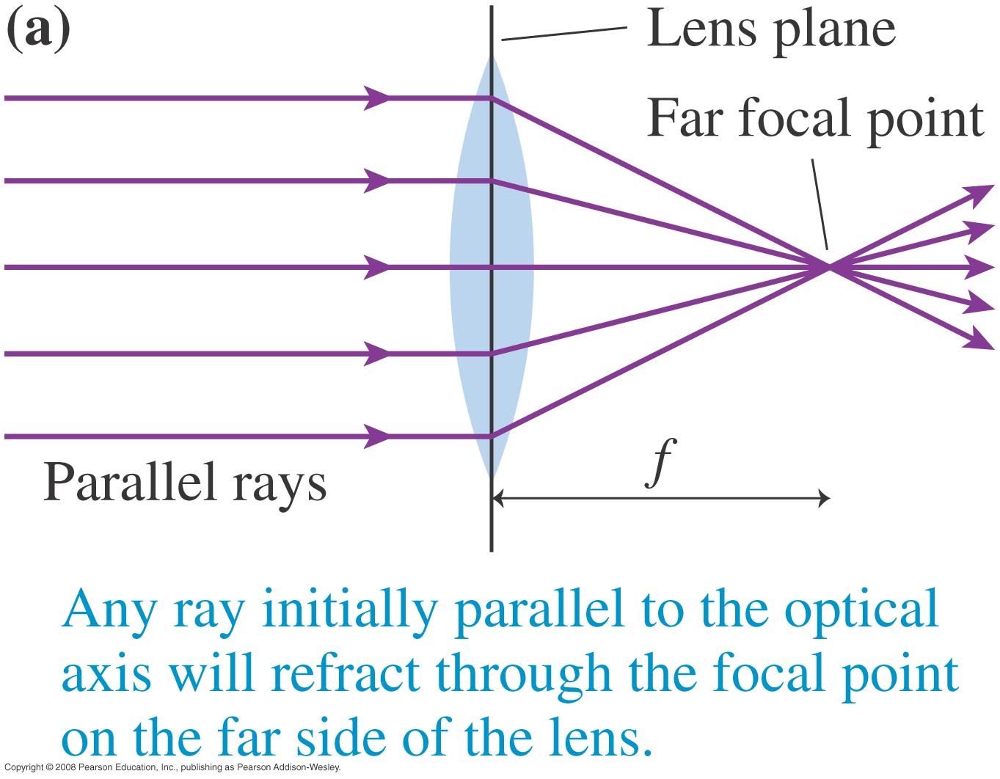 (a)
Lens plane
Far focal point
Parallel rays
f
Any ray initially parallel to the optical
axis will refract through the focal point
on the far side of the lens.
Copyright © 2008 Pearson Education, Inc., publishing as Pearson Addison-Wesley.